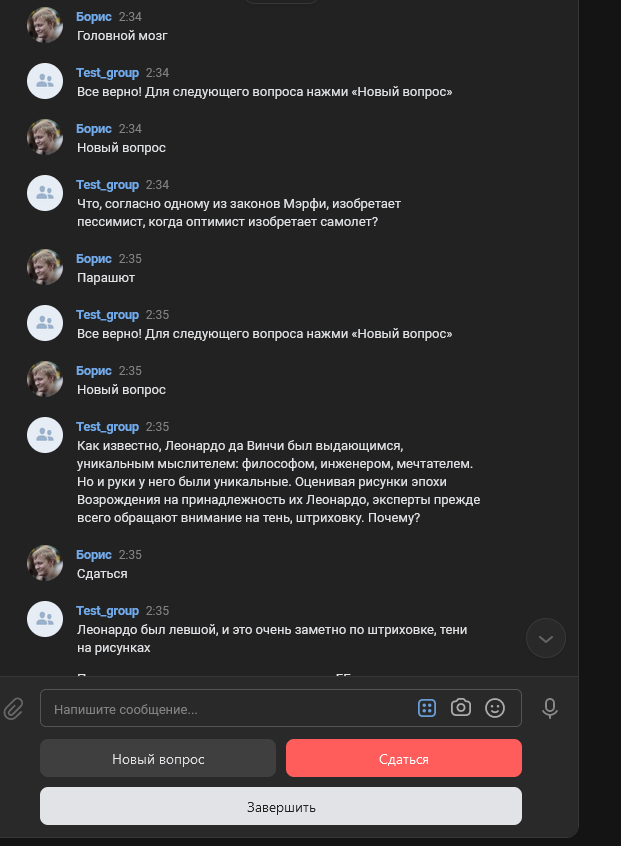 Борис 2:34
Головной мозг
Test_group 2:34
Все верно! Для следующего вопроса нажми «Новый вопрос»
Борис 2:34
Новый вопрос
Test_group 2:34
Что, согласно одному из законов Мэрфи, изобретает
пессимист, когда оптимист изобретает самолет?
Борис 2:35
Парашют
Test_group 2:35
Все верно! Для следующего вопроса нажми «Новый вопрос»
Борис 2:35
Новый вопрос
Test_group 2:35
Как известно, Леонардо да Винчи был выдающимся,
уникальным мыслителем: философом, инженером, мечтателем.
Но и руки у него были уникальные. Оценивая рисунки эпохи
Возрождения на принадлежность их Леонардо, эксперты прежде
всего обращают внимание на тень, штриховку. Почему?
Борис 2:35
Сдаться
Test_group 2:35
Леонардо был левшой, и это очень заметно по штриховке, тени
на рисунках
Напишите сообщение...
Новый вопрос
Сдаться
Завершить